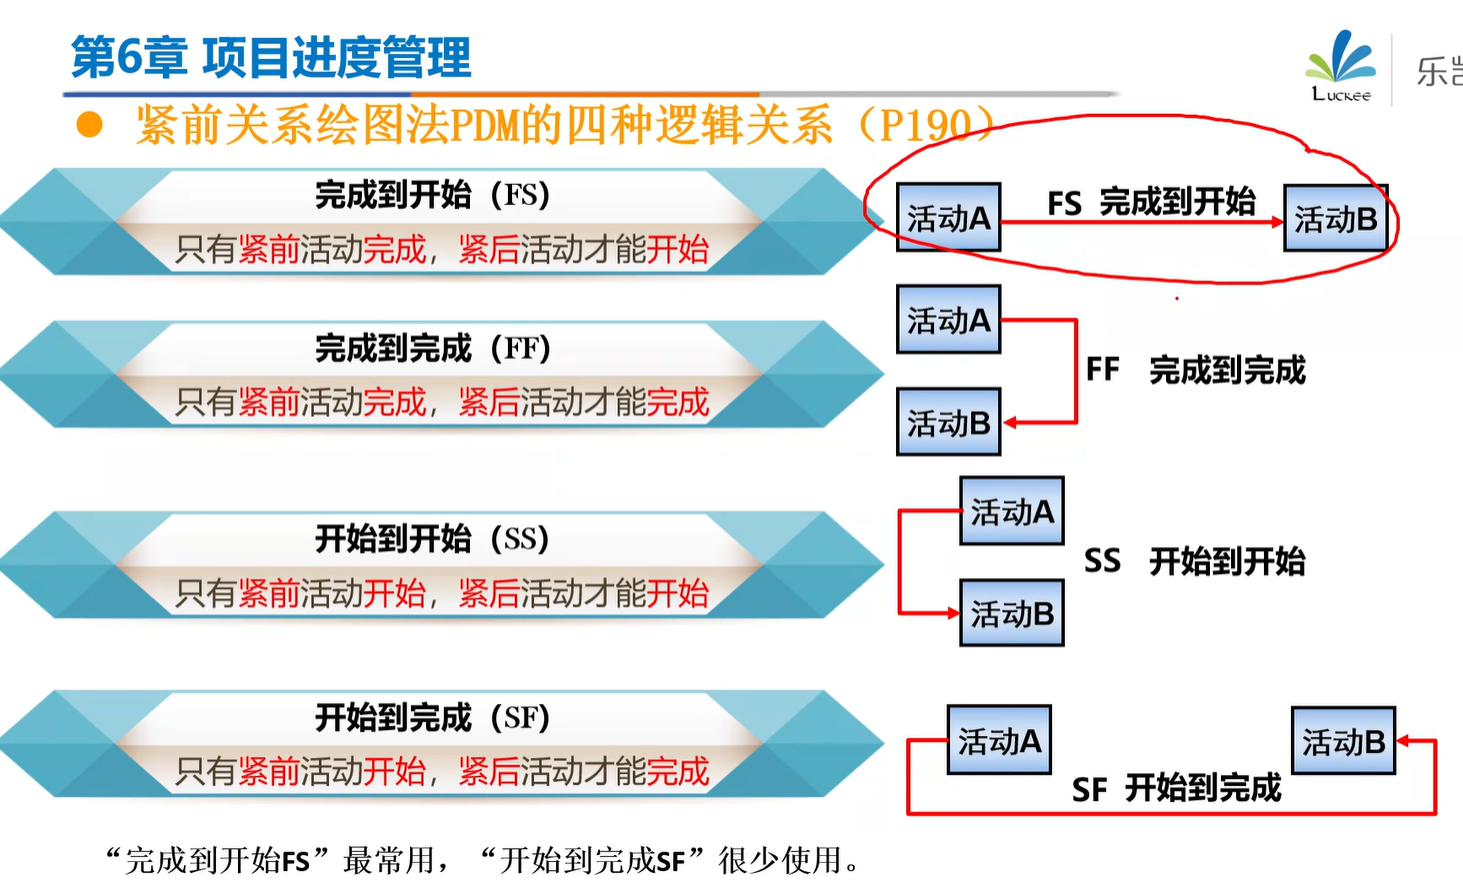 第6章 项目进度管理
LUCKEE
乐凯
● 紧前关系绘图法PDM的四种逻辑关系（P190）
完成到开始（FS）
只有紧前活动完成，紧后活动才能开始
活动A
FS 完成到开始
活动B
完成到完成（FF）
只有紧前活动完成，紧后活动才能完成
活动A
FF 完成到完成
活动B
开始到开始（SS）
只有紧前活动开始，紧后活动才能开始
活动A
SS 开始到开始
活动B
开始到完成（SF）
只有紧前活动开始，紧后活动才能完成
活动A
活动B
SF 开始到完成
“完成到开始FS”最常用，“开始到完成SF”很少使用。